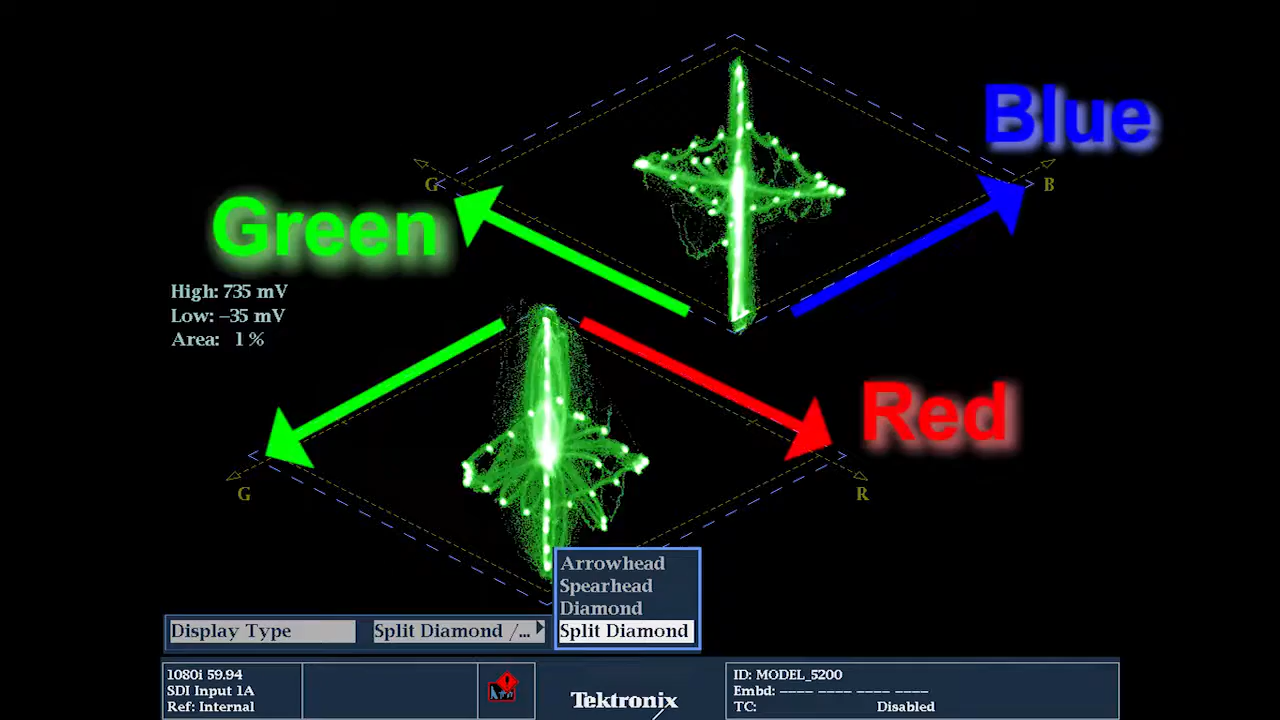 Blue
G
B
Green
High: 735 mV
Low: –35 mV
Area: 1 %
Red
G
R
Arrowhead
Spearhead
Diamond
Split Diamond
Display Type
Split Diamond /...
1080i 59.94
SDI Input 1A
Ref: Internal
Tektronix
ID: MODEL_5200
Embd: –––– –––– –––– ––––
TC: Disabled